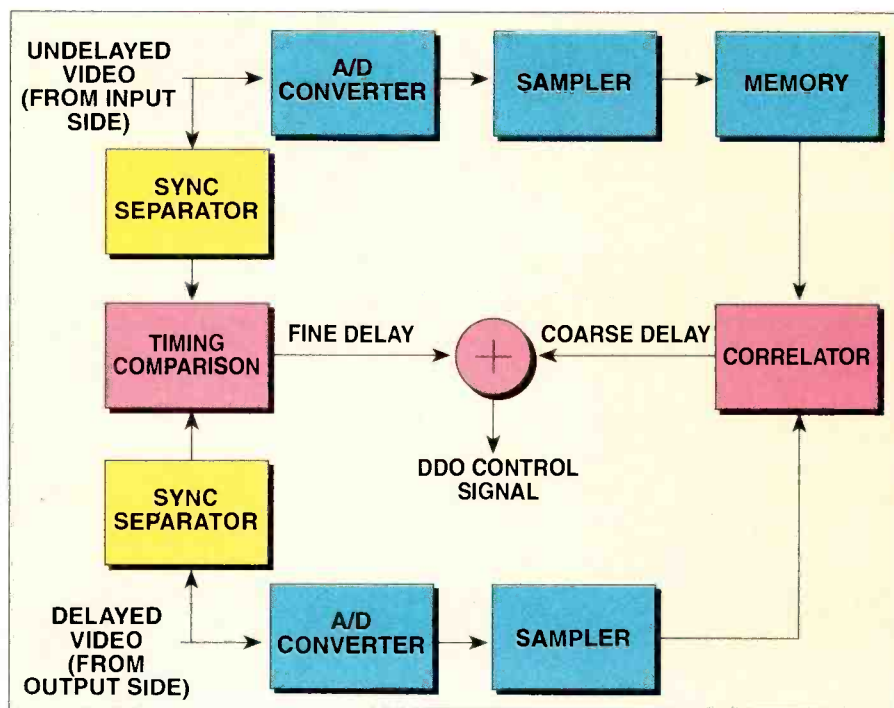 UNDELAYED
VIDEO
(FROM INPUT
SIDE)
A/D
CONVERTER
SAMPLER
MEMORY
SYNC
SEPARATOR
TIMING
COMPARISON
FINE DELAY
+
COARSE DELAY
CORRELATOR
DDO CONTROL
SIGNAL
SYNC
SEPARATOR
DELAYED
VIDEO
(FROM
OUTPUT SIDE)
A/D
CONVERTER
SAMPLER